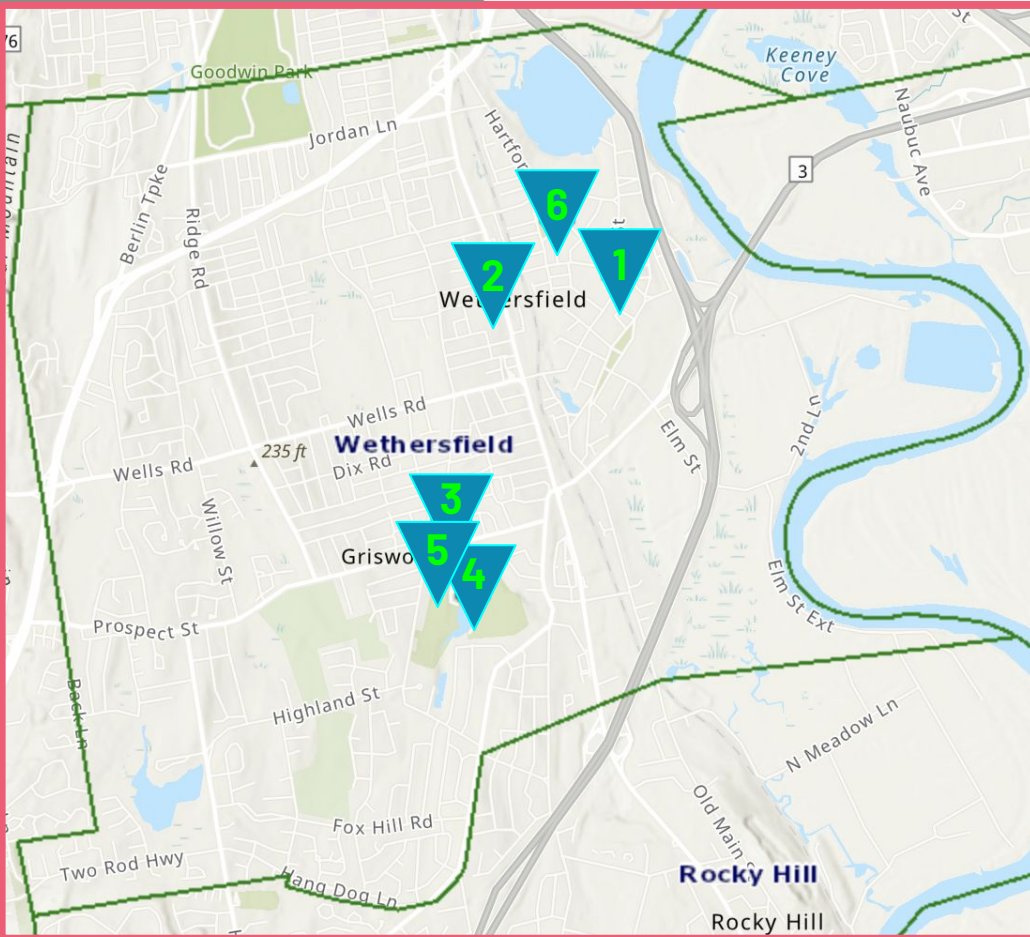 St
/6
Keeney
Cove
Goodwin Park
Naubuc Ave
Hartfor
Jordan Ln
3
Berlin Tpke
6
Ridge Rd
1
2
Wethersfield
Wells Rd
2nd Ln
Elm St
Wethersfield
235 ft
Dix Rd
Wells Rd
3
Willow St
5
Griswo
4
Elm St Ext
Prospect St
Back Ln
Highland St
N Meadow Ln
Old Main S
Fox Hill Rd
Two Rod Hwy
Rocky Hill
Hang Dog Ln
Rocky Hill